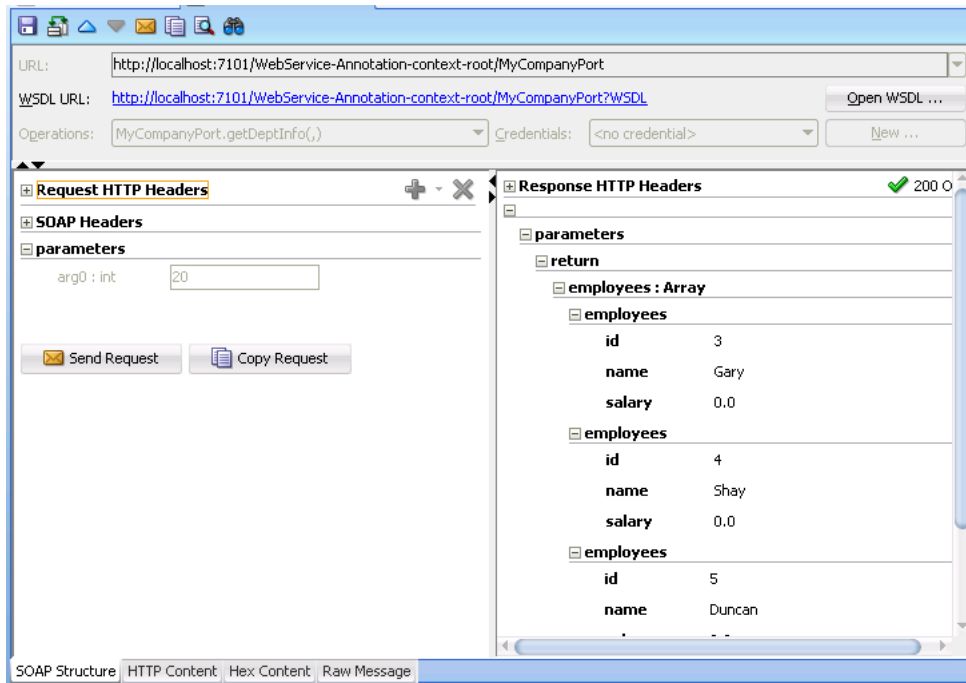 URL: http://localhost:7101/WebService-Annotation-context-root/MyCompanyPort
WSDL URL: http://localhost:7101/WebService-Annotation-context-root/MyCompanyPort?WSDL Open WSDL ...
Operations: MyCompanyPort.getDeptInfo(,) Credentials: <no credential> New ...
Request HTTP Headers
SOAP Headers
parameters
arg0 : int 20
Send Request Copy Request
Response HTTP Headers 200 O
parameters
return
employees : Array
employees
id 3
name Gary
salary 0.0
employees
id 4
name Shay
salary 0.0
employees
id 5
name Duncan
SOAP Structure HTTP Content Hex Content Raw Message